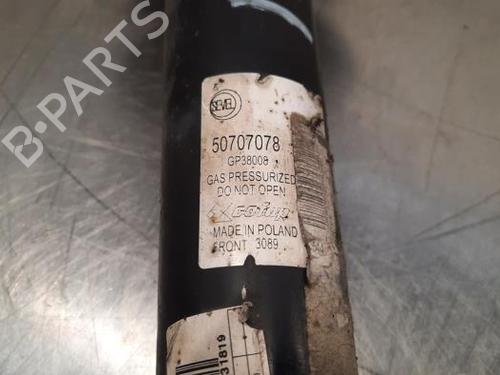 SEVEL
50707078
GP38008
GAS PRESSURIZED
DO NOT OPEN
MADE IN POLAND
FRONT 3089
31819
B-Parts